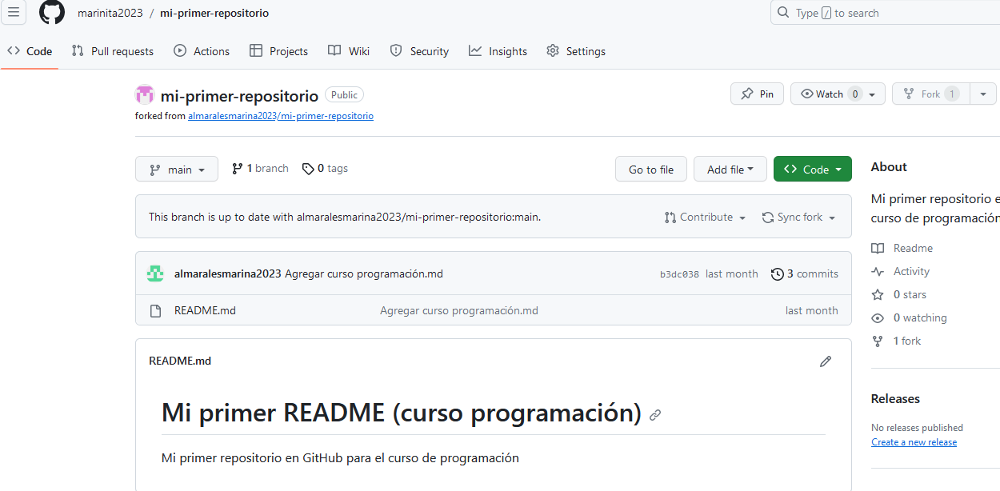 marinita2023 / mi-primer-repositorio
Type / to search
Code Pull requests Actions Projects Wiki Security Insights Settings
mi-primer-repositorio Public
Pin Watch 0 Fork 1
forked from almaralesmarina2023/mi-primer-repositorio
main 1 branch 0 tags Go to file Add file <> Code
This branch is up to date with almaralesmarina2023/mi-primer-repositorio:main. Contribute Sync fork
almaralesmarina2023 Agregar curso programación.md b3dc038 last month 3 commits
README.md Agregar curso programación.md last month
README.md
Mi primer README (curso programación)
Mi primer repositorio en GitHub para el curso de programación
About
Mi primer repositorio e
curso de programación
Readme
Activity
0 stars
0 watching
1 fork
Releases
No releases published
Create a new release